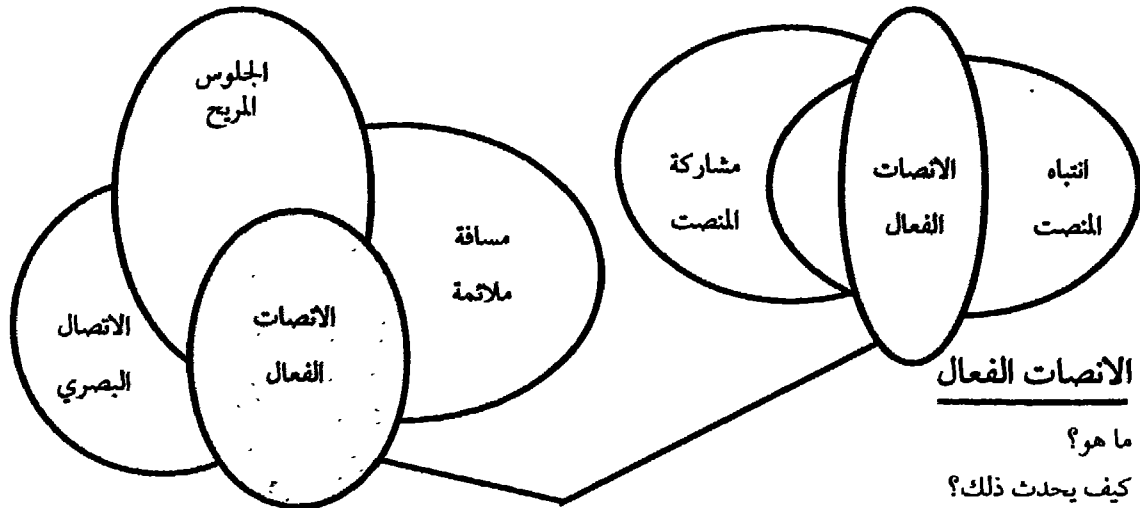 انتباه
المنصت
الانصات
الفعال
مشاركة
المنصت
الجلوس
المريح
مسافة
ملائمة
الانصات
الفعال
الاتصال
البصري
الانصات الفعال
ما هو؟
كيف يحدث ذلك؟